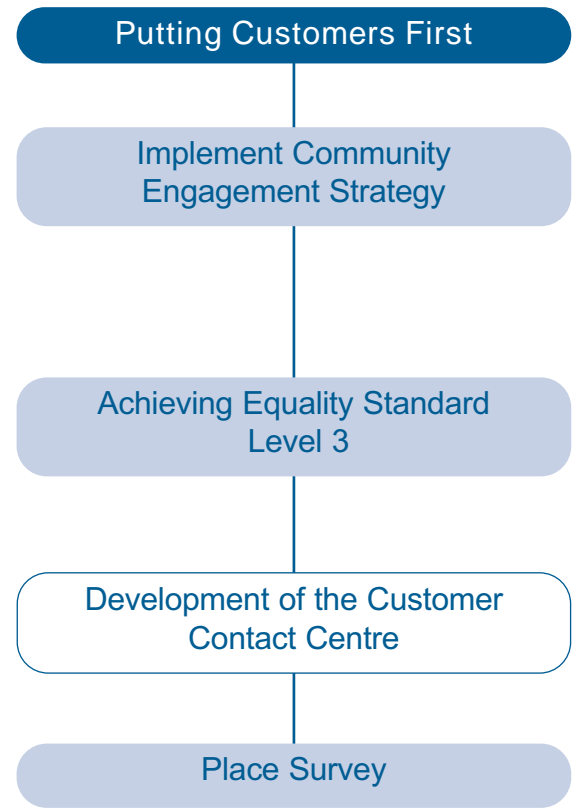 Putting Customers First
Implement Community
Engagement Strategy
Achieving Equality Standard
Level 3
Development of the Customer
Contact Centre
Place Survey